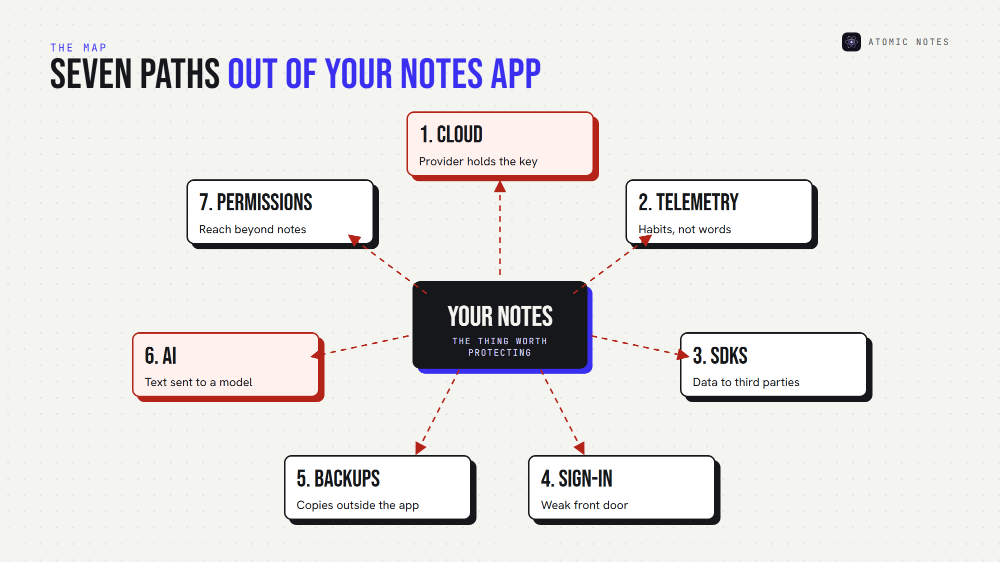 THE MAP
SEVEN PATHS OUT OF YOUR NOTES APP
ATOMIC NOTES
1. CLOUD
Provider holds the key
7. PERMISSIONS
Reach beyond notes
2. TELEMETRY
Habits, not words
YOUR NOTES
THE THING WORTH
PROTECTING
6. AI
Text sent to a model
3. SDKS
Data to third parties
5. BACKUPS
Copies outside the app
4. SIGN-IN
Weak front door